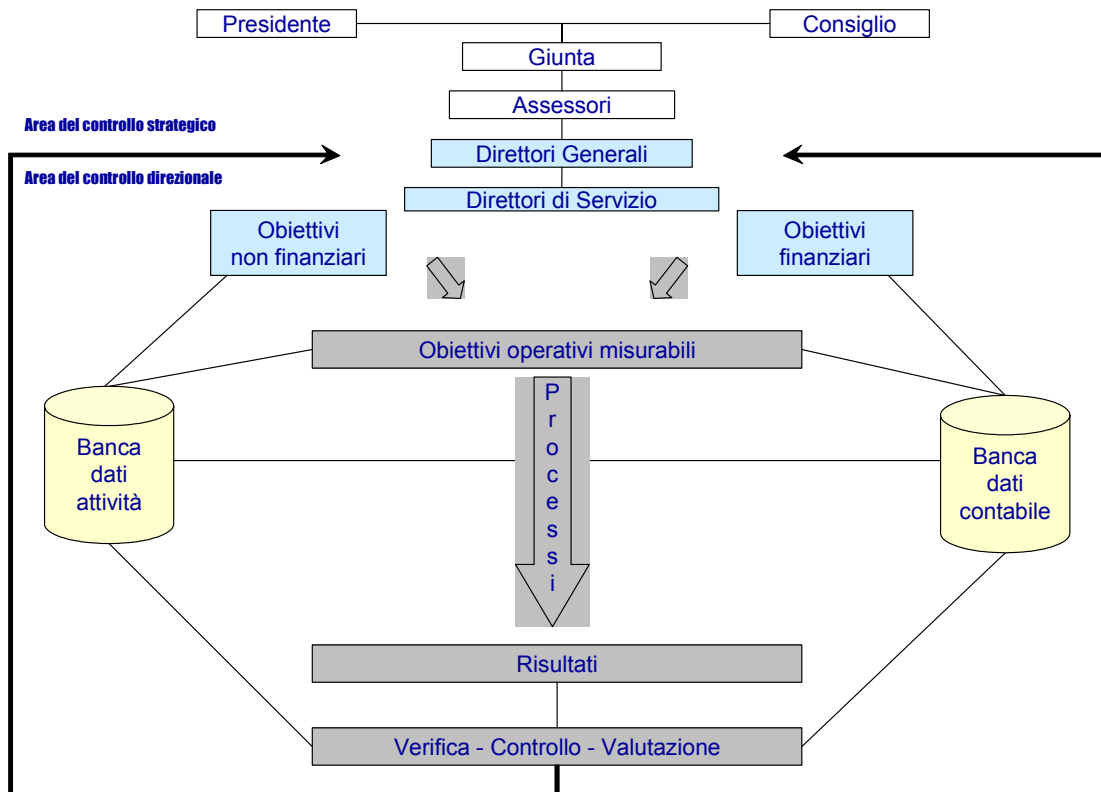 Presidente
Consiglio
Giunta
Assessori
Area del controllo strategico
Direttori Generali
Area del controllo direzionale
Direttori di Servizio
Obiettivi
non finanziari
Obiettivi
finanziari
Obiettivi operativi misurabili
Processi
Banca
dati
attività
Banca
dati
contabile
Risultati
Verifica - Controllo - Valutazione